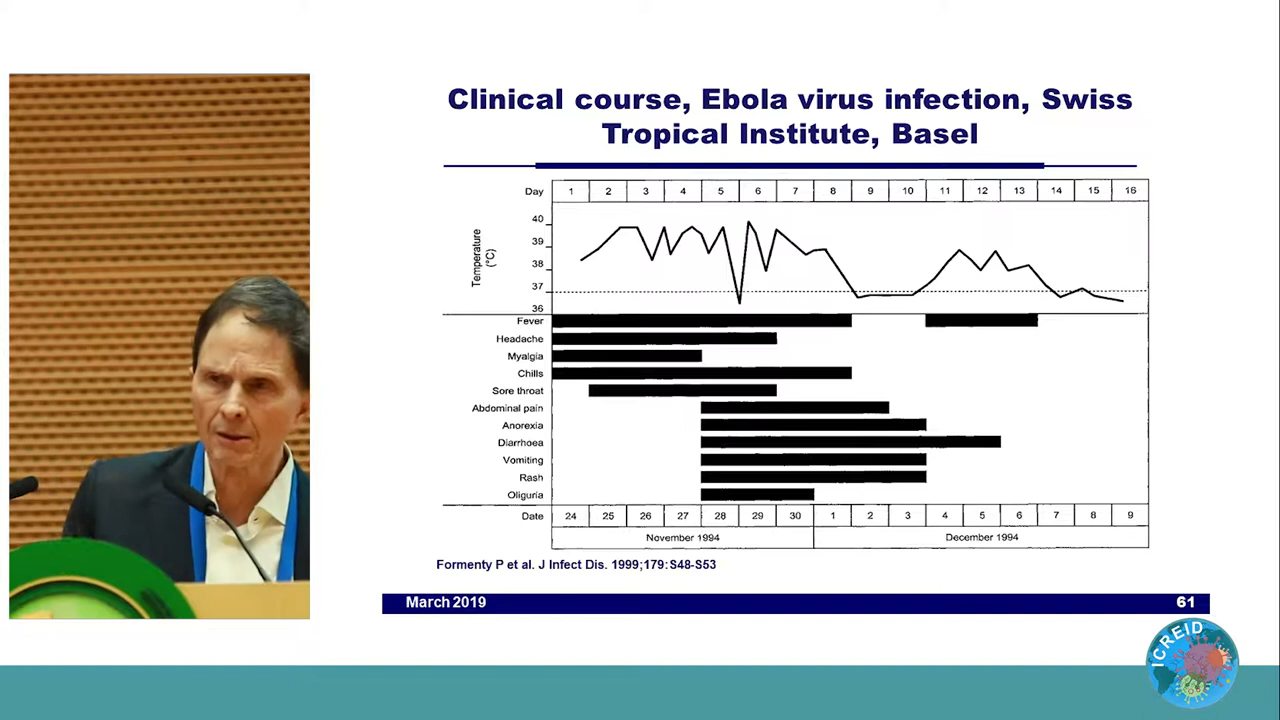 Clinical course, Ebola virus infection, Swiss
Tropical Institute, Basel
Day 1 2 3 4 5 6 7 8 9 10 11 12 13 14 15 16
Temperature
(°C)
40
39
38
37
36
Fever
Headache
Myalgia
Chills
Sore throat
Abdominal pain
Anorexia
Diarrhoea
Vomiting
Rash
Oliguria
Date 24 25 26 27 28 29 30 1 2 3 4 5 6 7 8 9
November 1994 December 1994
Formenty P et al. J Infect Dis. 1999;179:S48-S53
March 2019 61
ICREID